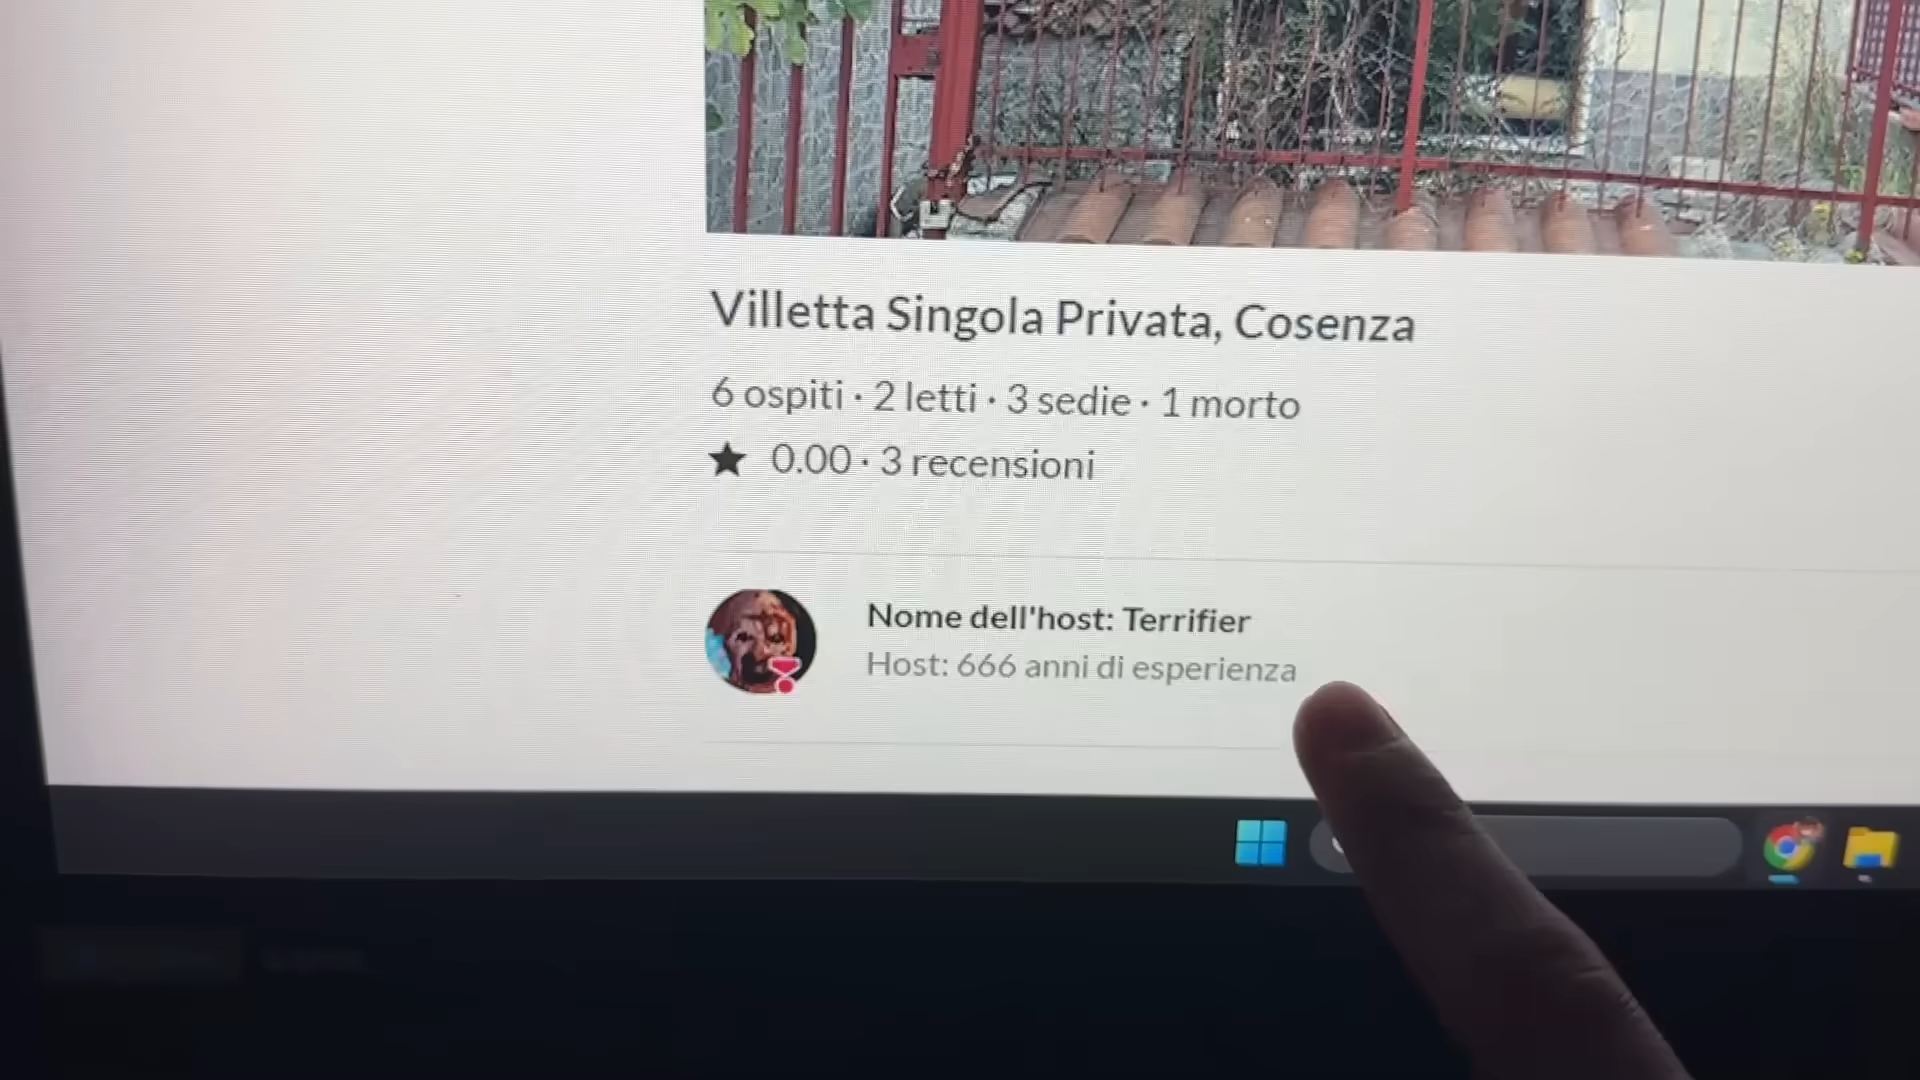 Villetta Singola Privata, Cosenza
6 ospiti · 2 letti · 3 sedie · 1 morto
★ 0.00 · 3 recensioni
Nome dell'host: Terrifier
Host: 666 anni di esperienza